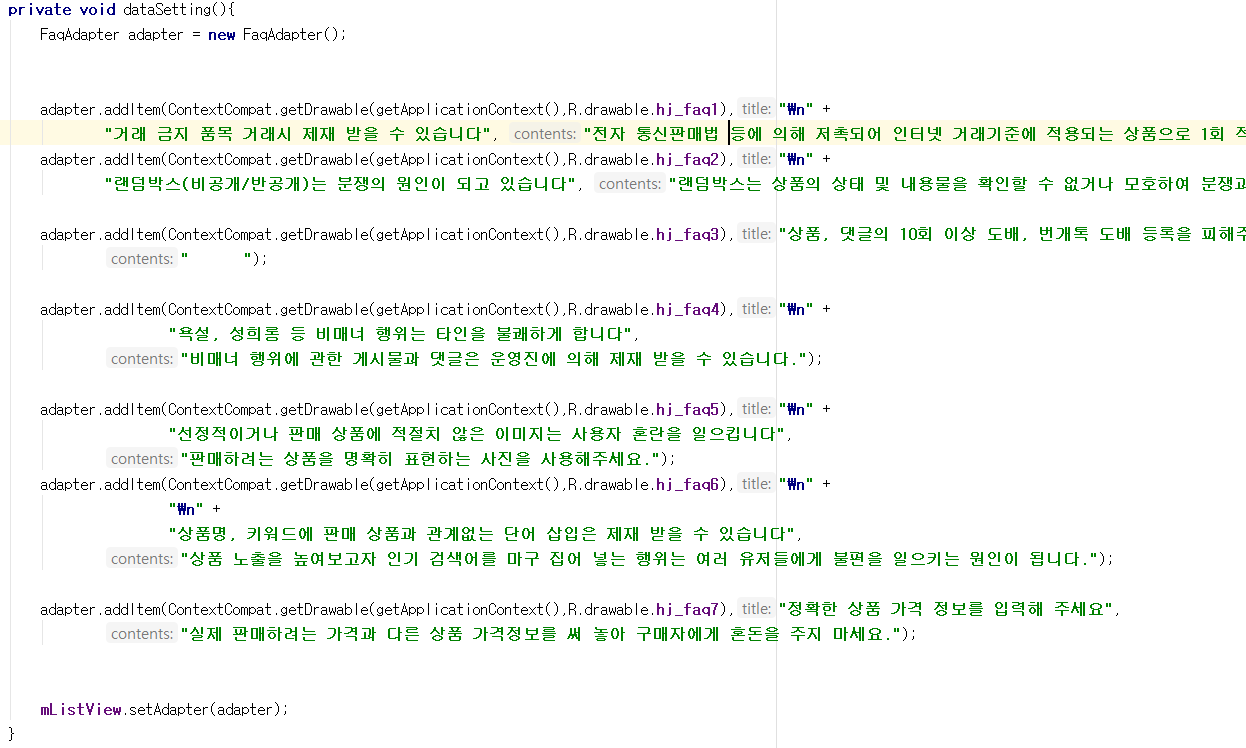 private void dataSetting(){
FaqAdapter adapter = new FaqAdapter();
adapter.addItem(ContextCompat.getDrawable(getApplicationContext(),R.drawable.hj_faq1), title: "₩n" +
"거래 금지 품목 거래시 제재 받을 수 있습니다", contents: "전자 통신판매법 등에 의해 저촉되어 인터넷 거래기준에 적용되는 상품으로 1회 적
adapter.addItem(ContextCompat.getDrawable(getApplicationContext(),R.drawable.hj_faq2), title: "₩n" +
"랜덤박스(비공개/반공개)는 분쟁의 원인이 되고 있습니다", contents: "랜덤박스는 상품의 상태 및 내용물을 확인할 수 없거나 모호하여 분쟁과
adapter.addItem(ContextCompat.getDrawable(getApplicationContext(),R.drawable.hj_faq3), title: "상품, 댓글의 10회 이상 도배, 번개톡 도배 등록을 피해주
contents: "      ");
adapter.addItem(ContextCompat.getDrawable(getApplicationContext(),R.drawable.hj_faq4), title: "₩n" +
"욕설, 성희롱 등 비매너 행위는 타인을 불쾌하게 합니다",
contents: "비매너 행위에 관한 게시물과 댓글은 운영진에 의해 제재 받을 수 있습니다.");
adapter.addItem(ContextCompat.getDrawable(getApplicationContext(),R.drawable.hj_faq5), title: "₩n" +
"선정적이거나 판매 상품에 적절치 않은 이미지는 사용자 혼란을 일으킵니다",
contents: "판매하려는 상품을 명확히 표현하는 사진을 사용해주세요.");
adapter.addItem(ContextCompat.getDrawable(getApplicationContext(),R.drawable.hj_faq6), title: "₩n" +
"₩n" +
"상품명, 키워드에 판매 상품과 관계없는 단어 삽입은 제재 받을 수 있습니다",
contents: "상품 노출을 높여보고자 인기 검색어를 마구 집어 넣는 행위는 여러 유저들에게 불편을 일으키는 원인이 됩니다.");
adapter.addItem(ContextCompat.getDrawable(getApplicationContext(),R.drawable.hj_faq7), title: "정확한 상품 가격 정보를 입력해 주세요",
contents: "실제 판매하려는 가격과 다른 상품 가격정보를 써 놓아 구매자에게 혼돈을 주지 마세요.");
mListView.setAdapter(adapter);
}